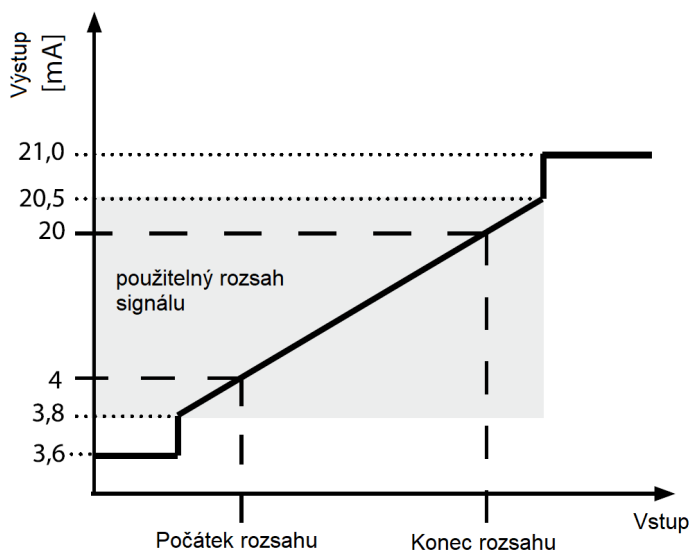 Výstup
[mA]
21,0
20,5
20
použitelný rozsah
signálu
4
3,8
3,6
Vstup
Počátek rozsahu
Konec rozsahu